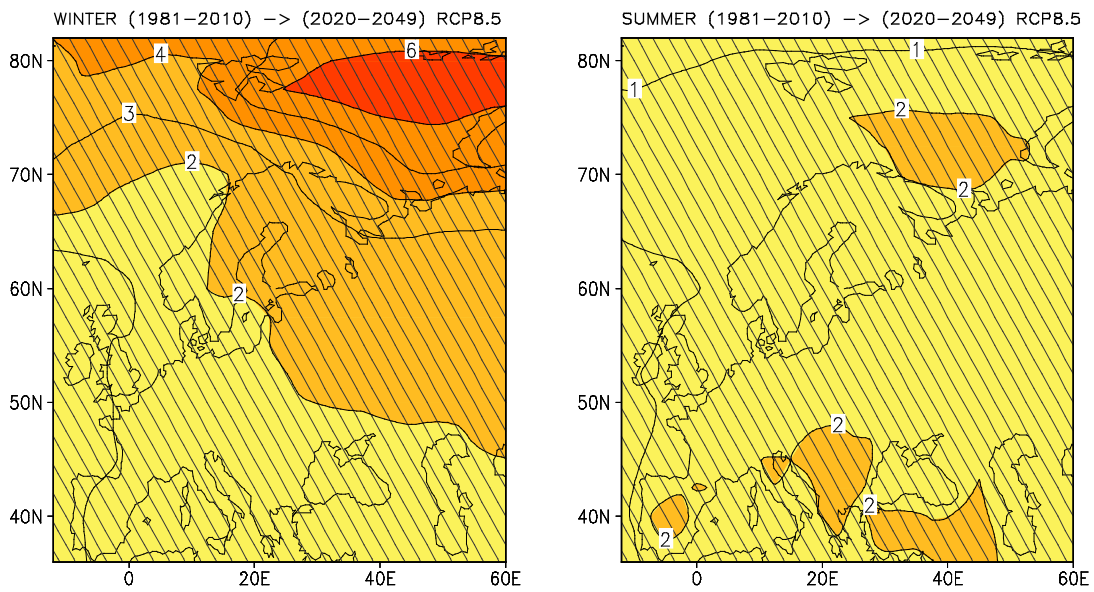 WINTER (1981-2010) -> (2020-2049) RCP8.5
SUMMER (1981-2010) -> (2020-2049) RCP8.5
80N
70N
60N
50N
40N
0
20E
40E
60E
4
6
3
2
2
80N
70N
60N
50N
40N
0
20E
40E
60E
1
1
2
2
2
2
2